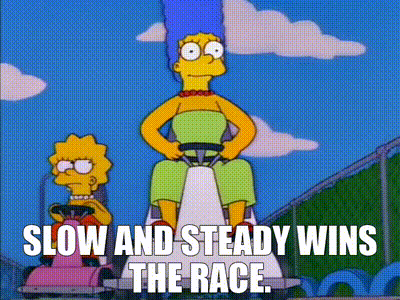 SLOW AND STEADY WINS
THE RACE.